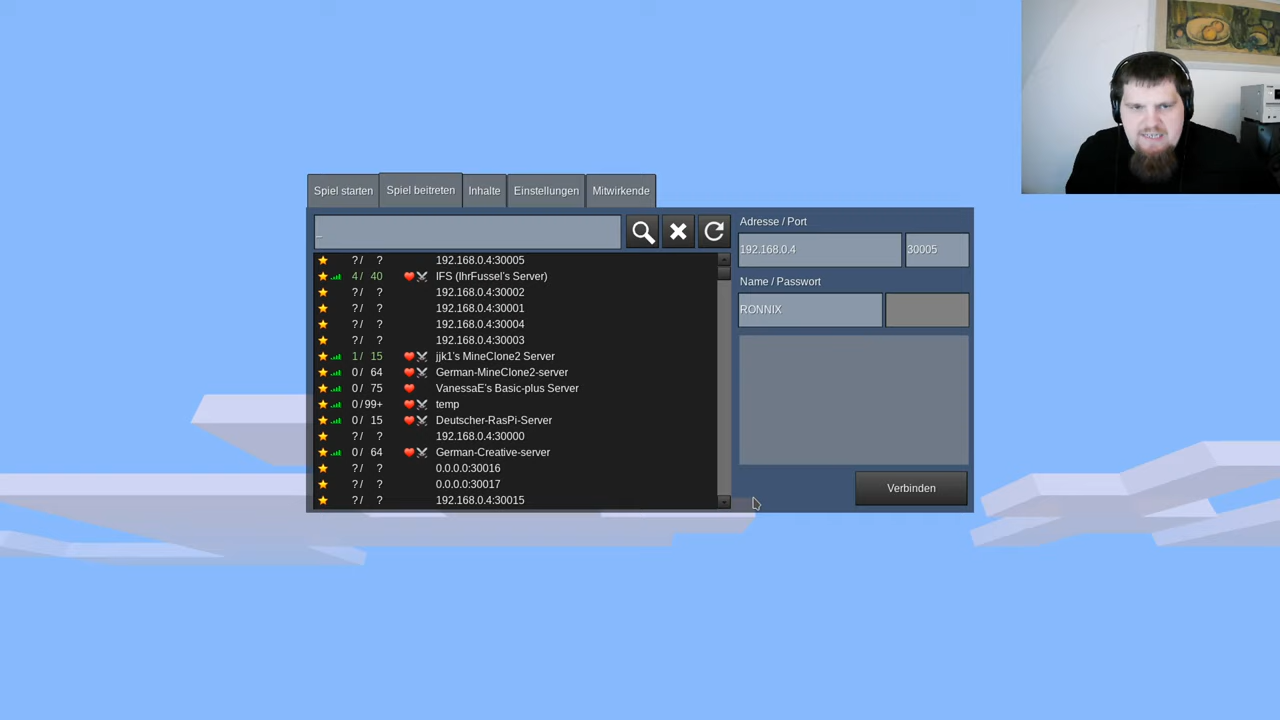 Spiel starten Spiel beitreten Inhalte Einstellungen Mitwirkende
_
Adresse / Port
192.168.0.4 30005
Name / Passwort
RONNIX
? / ? 192.168.0.4:30005
4 / 40 IFS (IhrFussel's Server)
? / ? 192.168.0.4:30002
? / ? 192.168.0.4:30001
? / ? 192.168.0.4:30004
? / ? 192.168.0.4:30003
1 / 15 jjk1's MineClone2 Server
0 / 64 German-MineClone2-server
0 / 75 VanessaE's Basic-plus Server
0 / 99+ temp
0 / 15 Deutscher-RasPi-Server
? / ? 192.168.0.4:30000
0 / 64 German-Creative-server
? / ? 0.0.0.0:30016
? / ? 0.0.0.0:30017
? / ? 192.168.0.4:30015
Verbinden